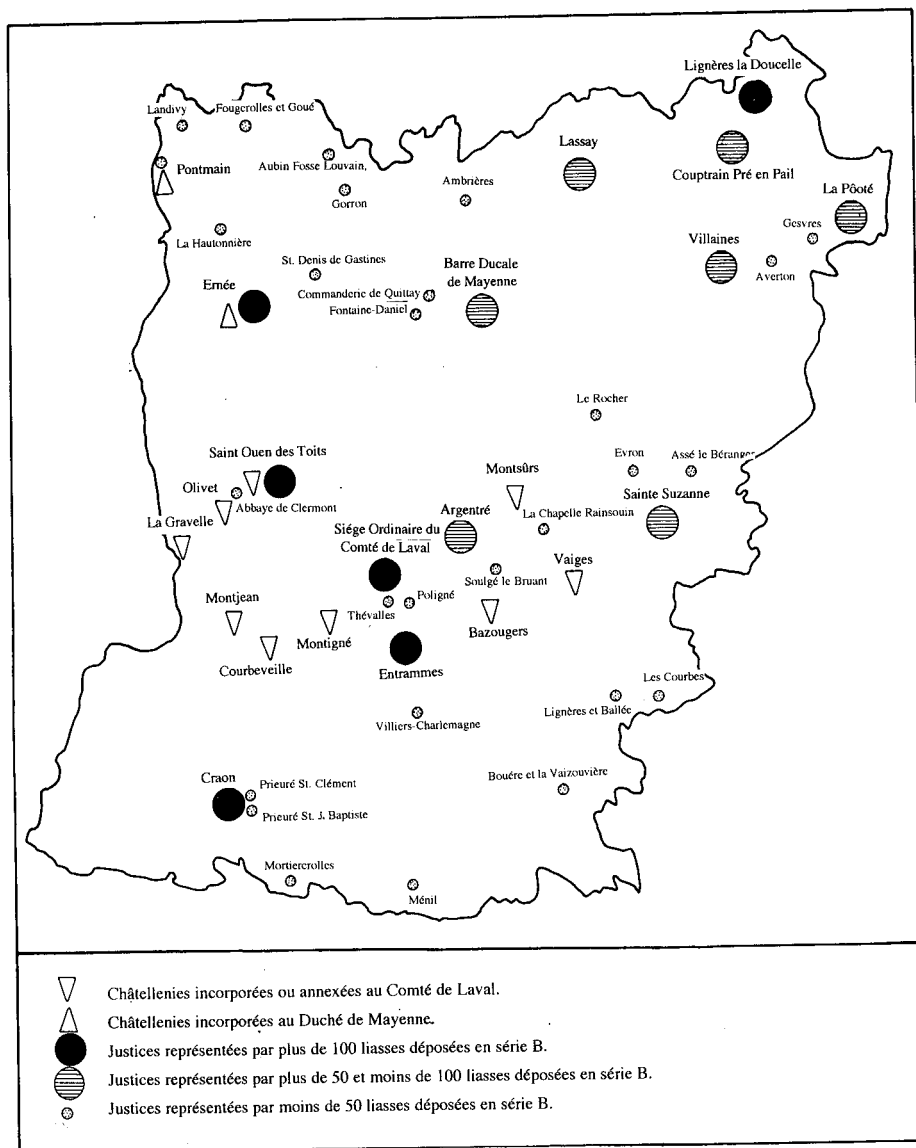 Lignères la Doucelle
Landivy
Fougerolles et Goué
Pontmain
Aubin Fosse Louvain,
Gorron
Ambrières
Lassay
Couptrain Pré en Pail
La Pôoté
La Hautonnière
Gesvres
Villaines
Averton
St. Denis de Gastines
Ernée
Commanderie de Quittay
Fontaine-Daniel
Barre Ducale
de Mayenne
Le Rocher
Saint Ouen des Toits
Evron
Assé le Béranger
Montsûrs
Olivet
Abbaye de Clermont
La Gravelle
Argentré
La Chapelle Rainsouin
Sainte Suzanne
Siége Ordinaire du
Comté de Laval
Vaiges
Soulgé le Bruant
Montjean
Thévalles
Poligné
Bazougers
Courbeveille
Montigné
Entrammes
Les Courbes
Lignères et Ballée
Villiers-Charlemagne
Craon
Prieuré St. Clément
Prieuré St. J. Baptiste
Bouére et la Vaizouvière
Mortiercrolles
Ménil
Châtellenies incorporées ou annexées au Comté de Laval.
Châtellenies incorporées au Duché de Mayenne.
Justices représentées par plus de 100 liasses déposées en série B.
Justices représentées par plus de 50 et moins de 100 liasses déposées en série B.
Justices représentées par moins de 50 liasses déposées en série B.